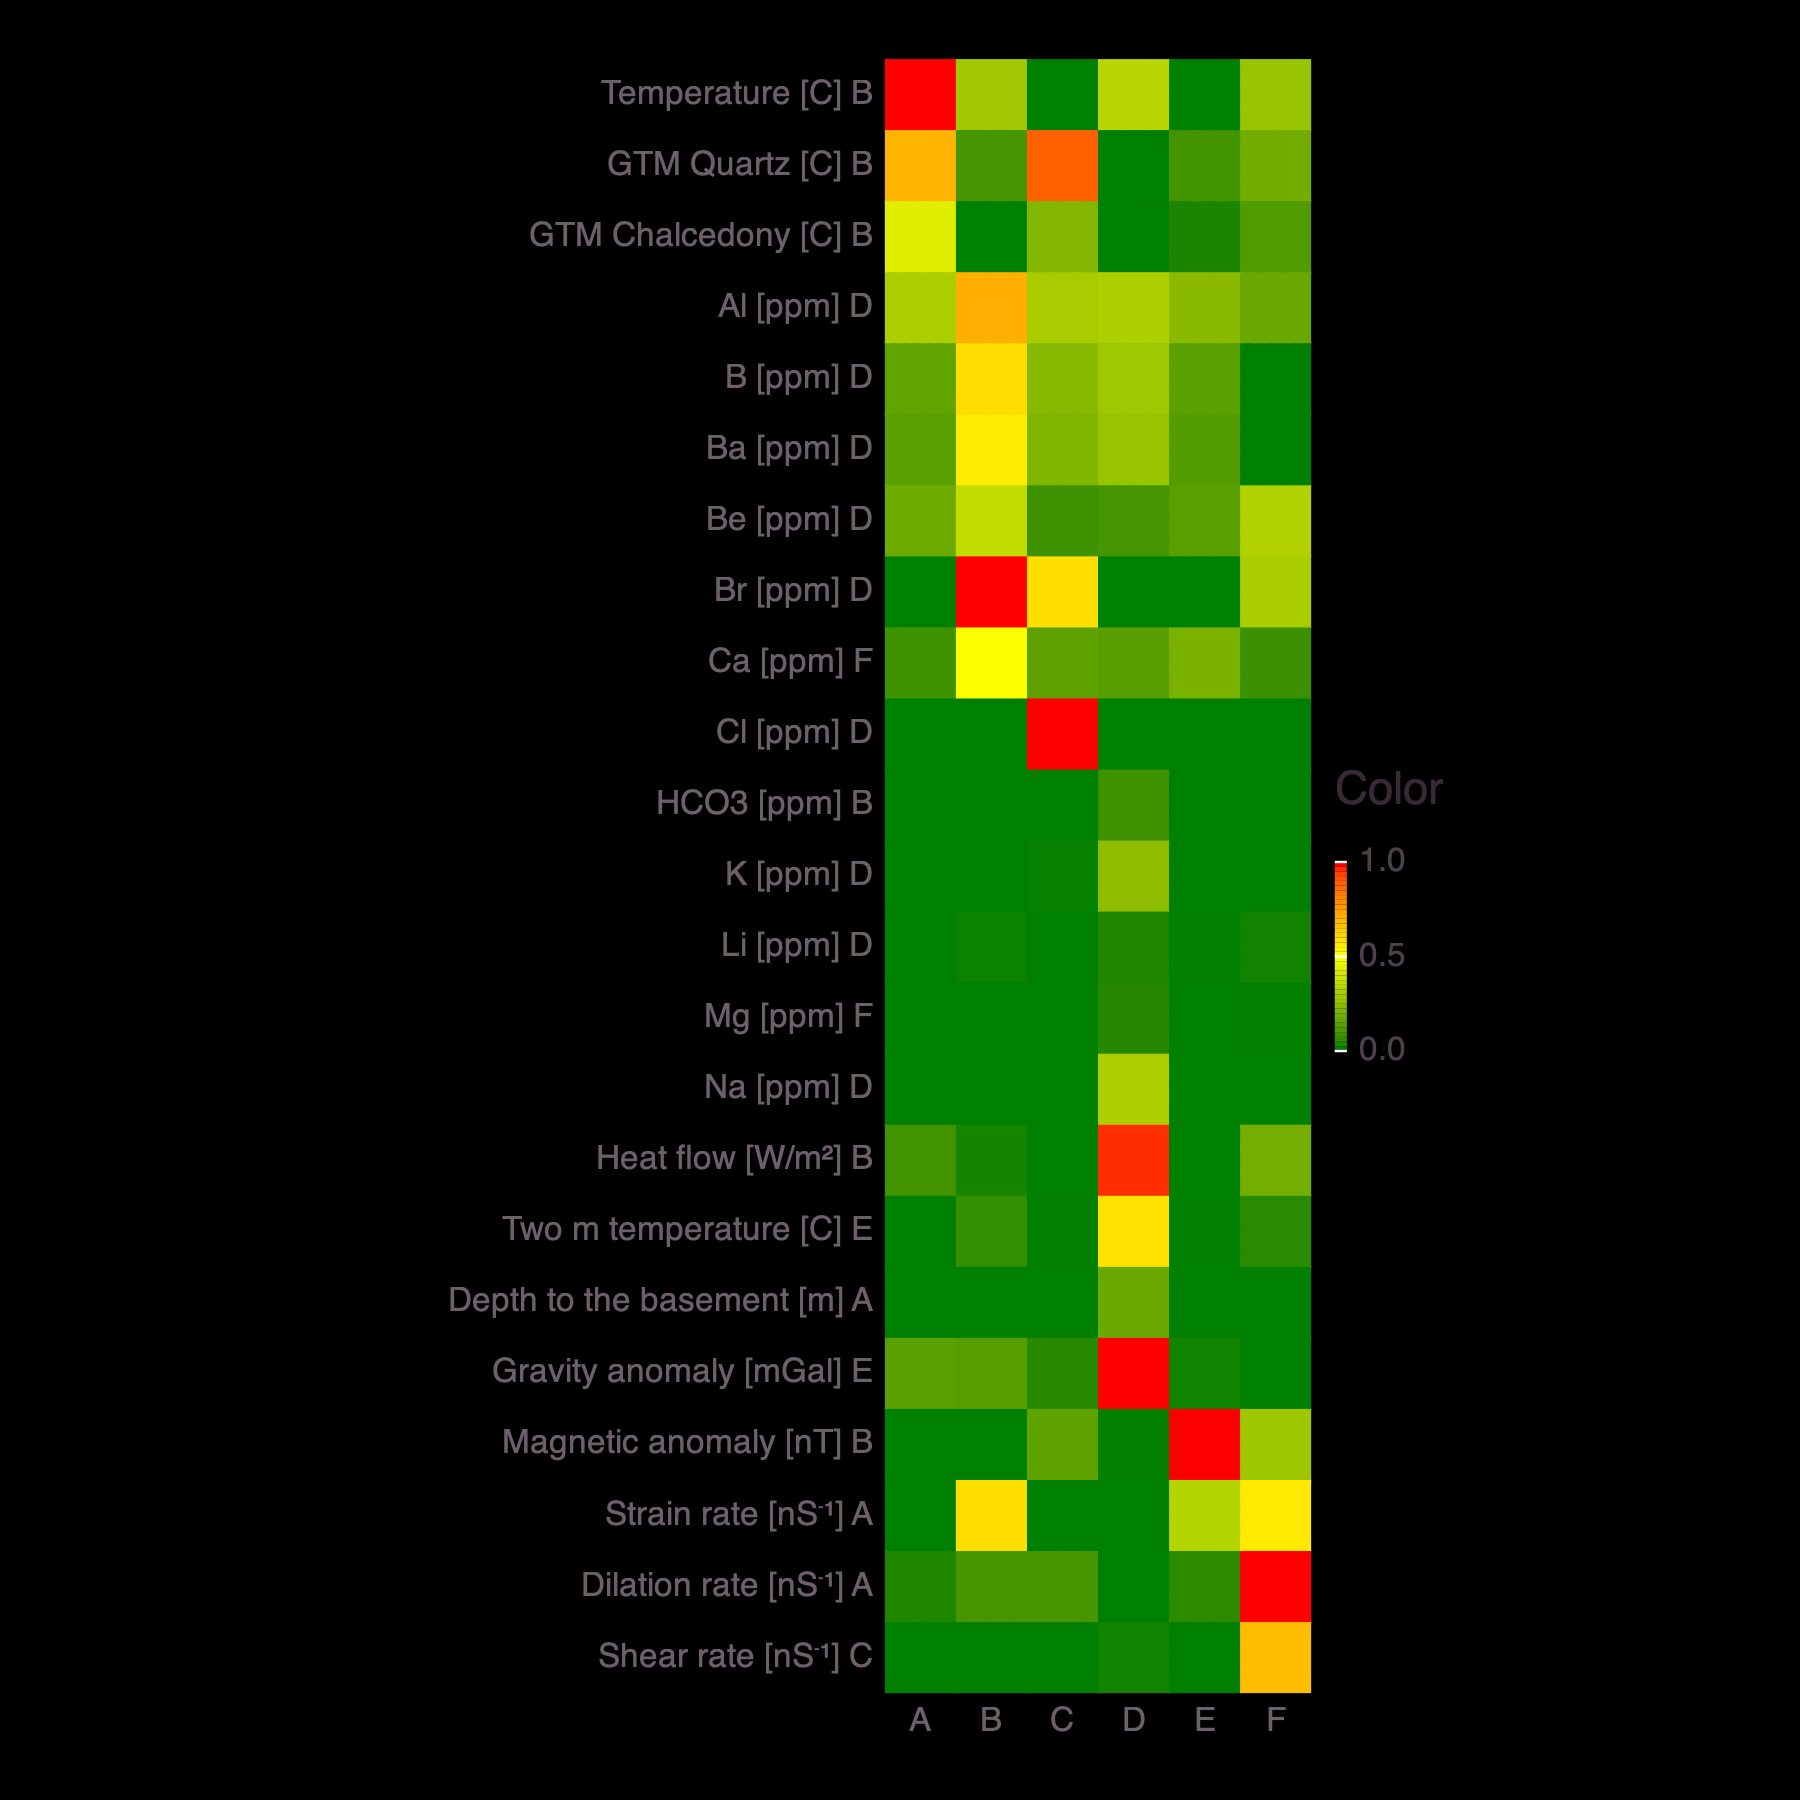 Temperature [C] B
GTM Quartz [C] B
GTM Chalcedony [C] B
Al [ppm] D
B [ppm] D
Ba [ppm] D
Be [ppm] D
Br [ppm] D
Ca [ppm] F
Cl [ppm] D
HCO3 [ppm] B
K [ppm] D
Li [ppm] D
Mg [ppm] F
Na [ppm] D
Heat flow [W/m²] B
Two m temperature [C] E
Depth to the basement [m] A
Gravity anomaly [mGal] E
Magnetic anomaly [nT] B
Strain rate [nS⁻¹] A
Dilation rate [nS⁻¹] A
Shear rate [nS⁻¹] C
A B C D E F
Color
1.0
0.5
0.0